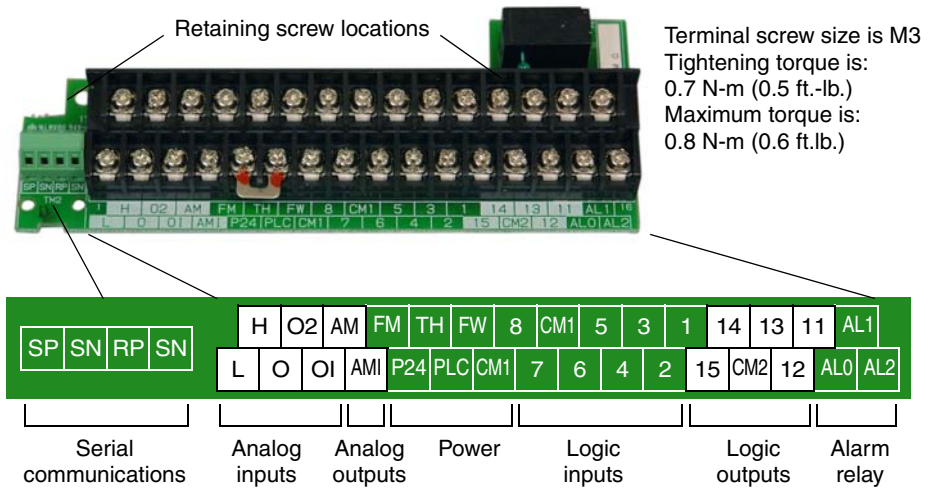 Retaining screw locations
Terminal screw size is M3
Tightening torque is:
0.7 N-m (0.5 ft.-lb.)
Maximum torque is:
0.8 N-m (0.6 ft.lb.)
SP SN RP SN
TM2
1 H O2 AM FM TH FW 8 CM1 5 3 1 14 13 11 AL1 16
L O OI AMI P24 PLC CM1 7 6 4 2 15 CM2 12 AL0 AL2
H O2 AM FM TH FW 8 CM1 5 3 1 14 13 11 AL1
SP SN RP SN
L O OI AMI P24 PLC CM1 7 6 4 2 15 CM2 12 AL0 AL2
Serial communications
Analog inputs
Analog outputs
Power
Logic inputs
Logic outputs
Alarm relay